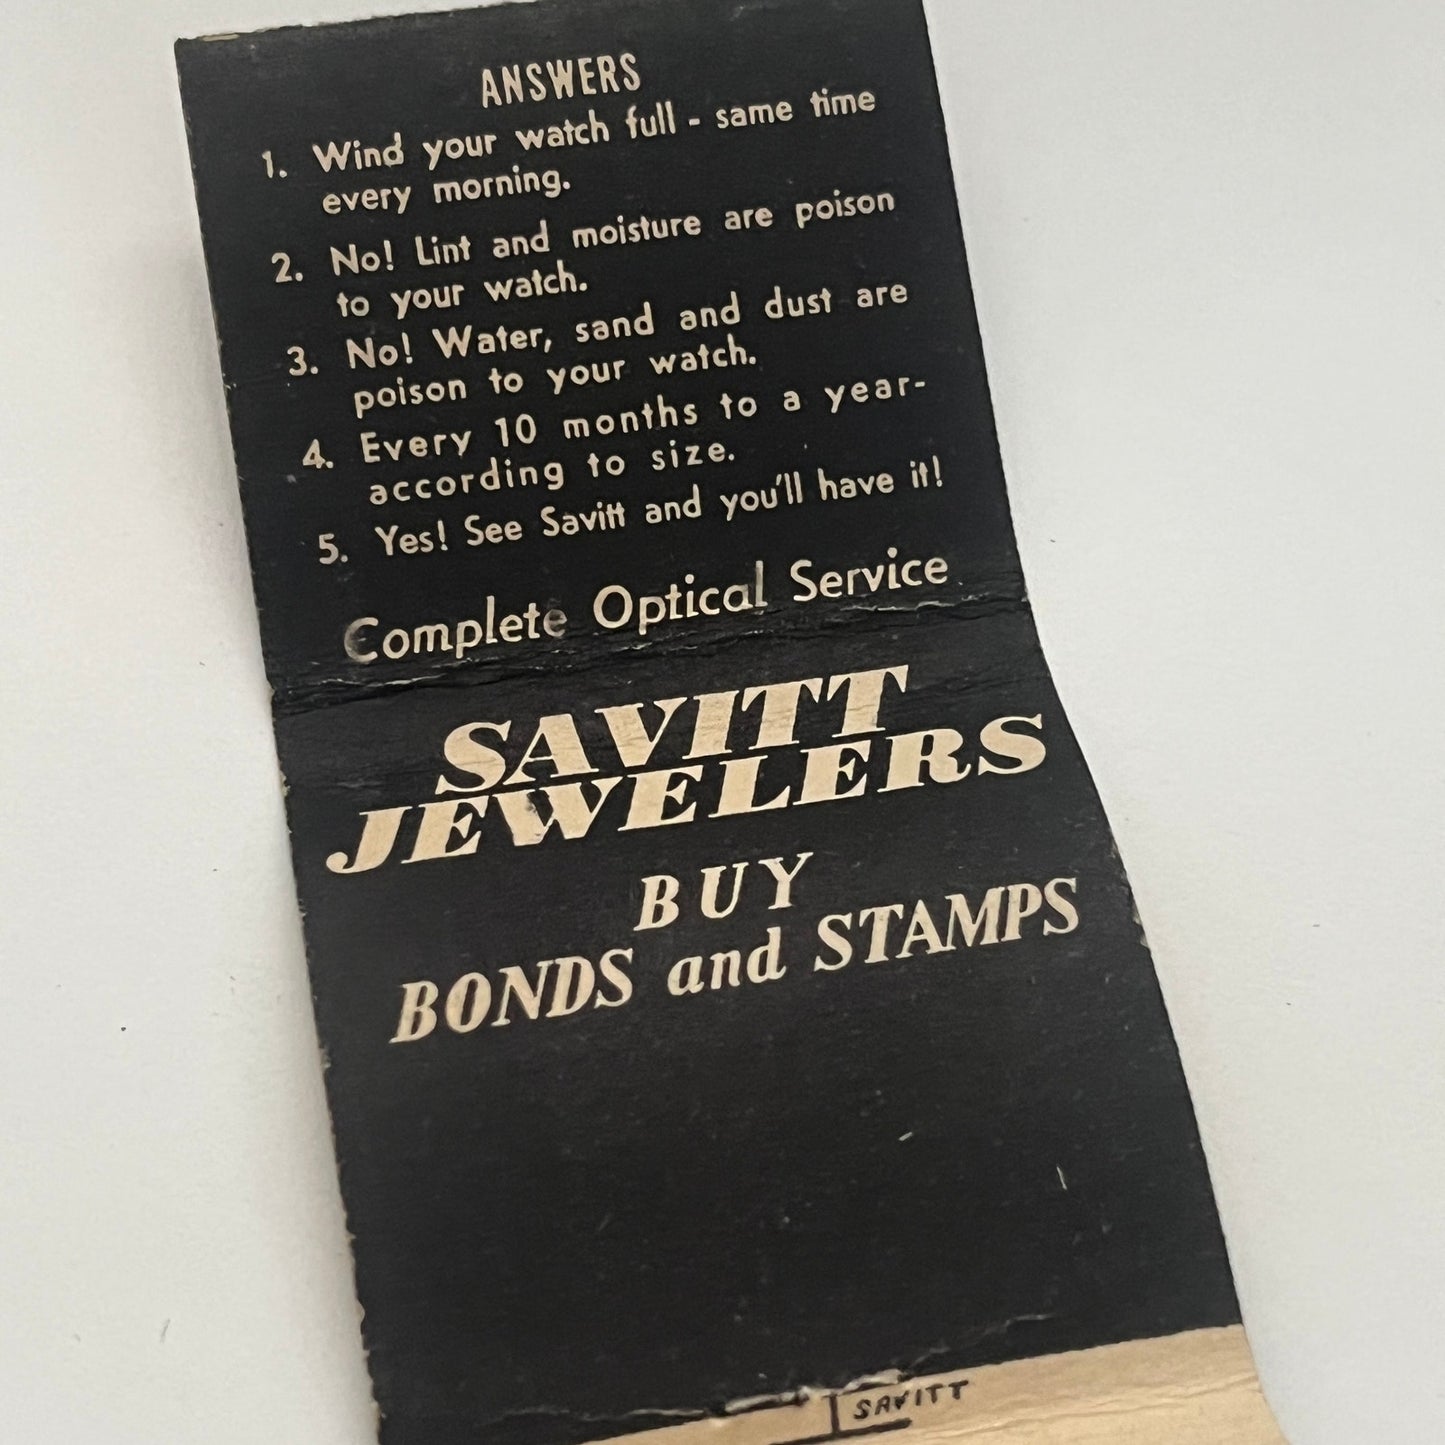 ANSWERS
1. Wind your watch full - same time
every morning.
2. No! Lint and moisture are poison
to your watch.
3. No! Water, sand and dust are
poison to your watch.
4. Every 10 months to a year-
according to size.
5. Yes! See Savitt and you'll have it!
Complete Optical Service
SAVITT
JEWELERS
BUY
BONDS and STAMPS
SAVITT